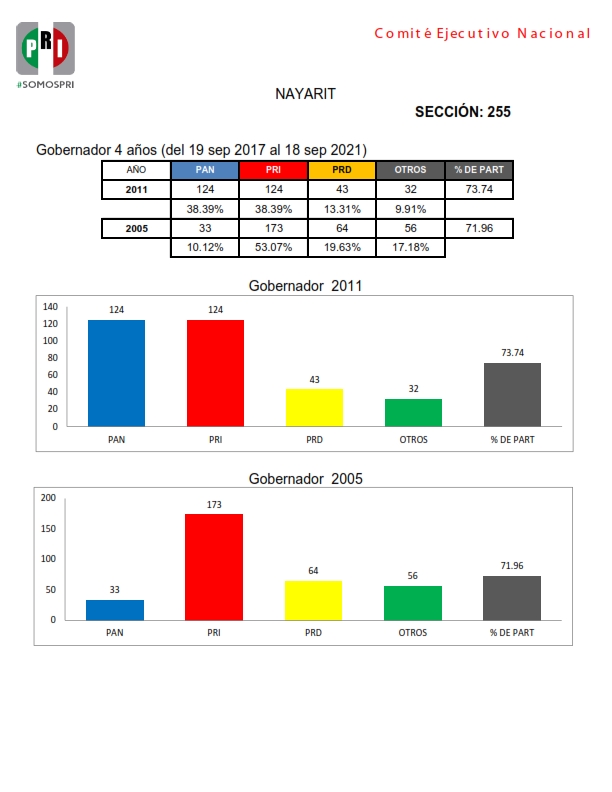 PRI
#SOMOSPRI
Comité Ejecutivo Nacional
NAYARIT
SECCIÓN: 255
Gobernador 4 años (del 19 sep 2017 al 18 sep 2021)
AÑO PAN PRI PRD OTROS % DE PART
2011 124 124 43 32 73.74
38.39% 38.39% 13.31% 9.91%
2005 33 173 64 56 71.96
10.12% 53.07% 19.63% 17.18%
Gobernador 2011
140
120
100
80
60
40
20
0
124 124 43 32 73.74
PAN PRI PRD OTROS % DE PART
Gobernador 2005
200
150
100
50
0
33 173 64 56 71.96
PAN PRI PRD OTROS % DE PART